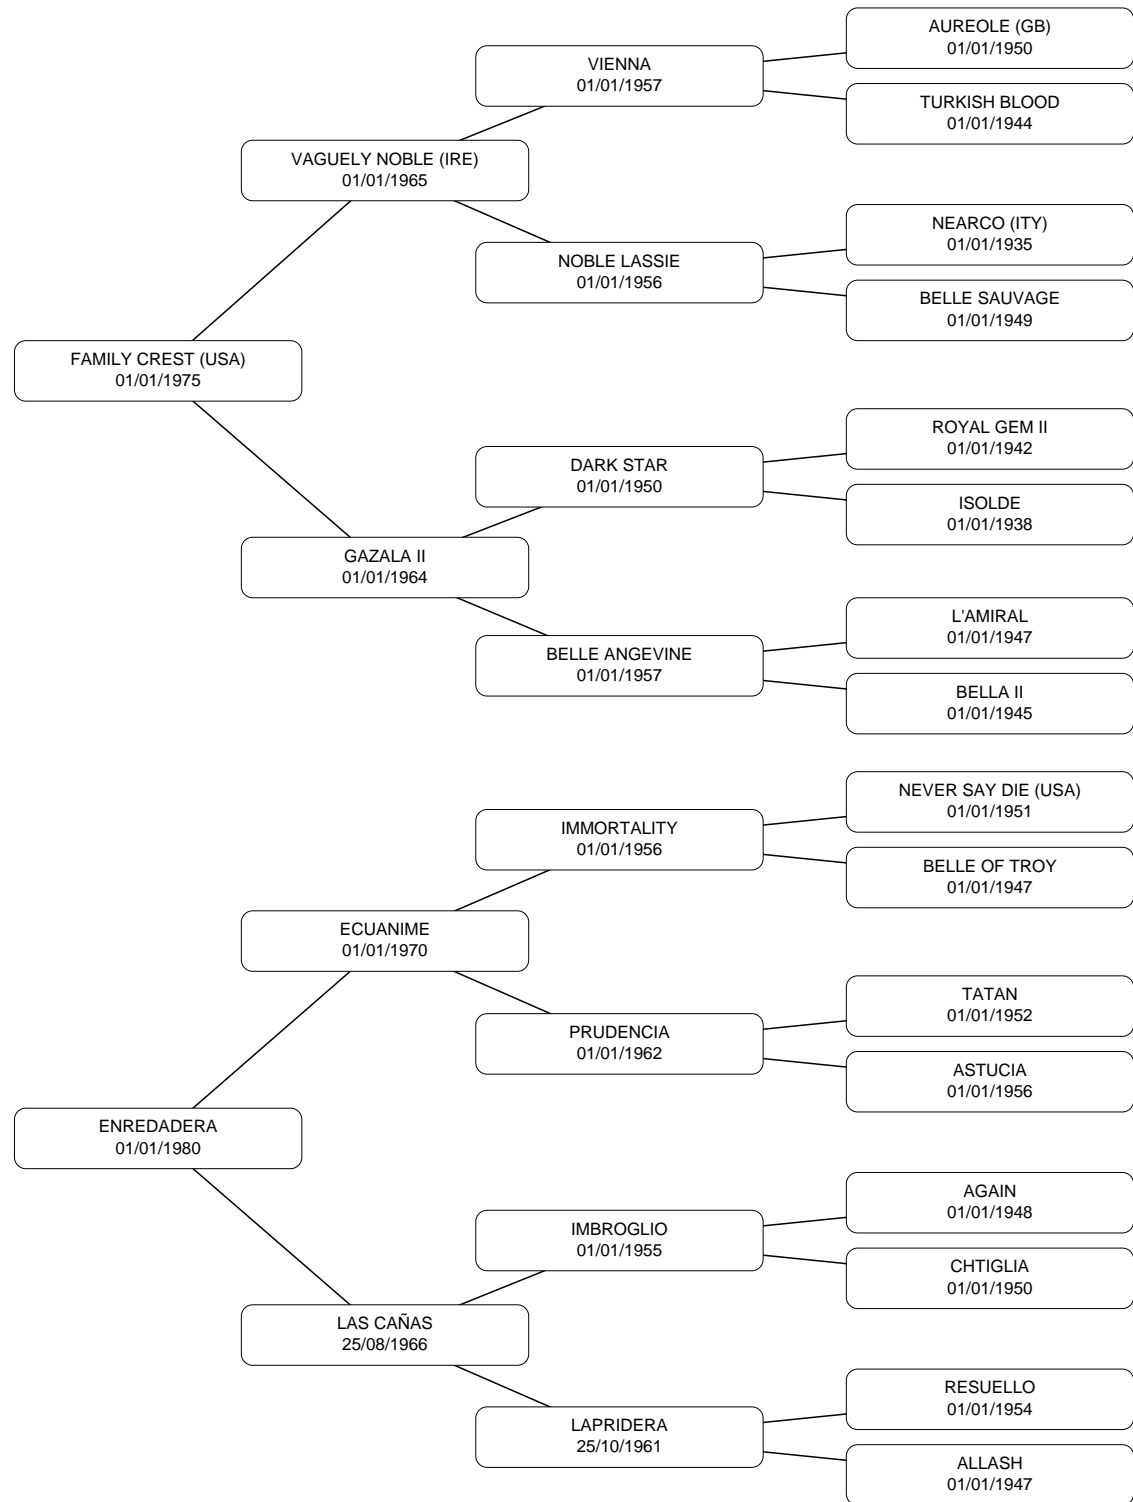 AUREOLE (GB)
01/01/1950
VIENNA
01/01/1957
TURKISH BLOOD
01/01/1944
VAGUELY NOBLE (IRE)
01/01/1965
NEARCO (ITY)
01/01/1935
NOBLE LASSIE
01/01/1956
BELLE SAUVAGE
01/01/1949
FAMILY CREST (USA)
01/01/1975
ROYAL GEM II
01/01/1942
DARK STAR
01/01/1950
ISOLDE
01/01/1938
GAZALA II
01/01/1964
L'AMIRAL
01/01/1947
BELLE ANGEVINE
01/01/1957
BELLA II
01/01/1945
NEVER SAY DIE (USA)
01/01/1951
IMMORTALITY
01/01/1956
BELLE OF TROY
01/01/1947
ECUANIME
01/01/1970
TATAN
01/01/1952
PRUDENCIA
01/01/1962
ASTUCIA
01/01/1956
ENREDADERA
01/01/1980
AGAIN
01/01/1948
IMBROGLIO
01/01/1955
CHTIGLIA
01/01/1950
LAS CAÑAS
25/08/1966
RESUELLO
01/01/1954
LAPRIDERA
25/10/1961
ALLASH
01/01/1947